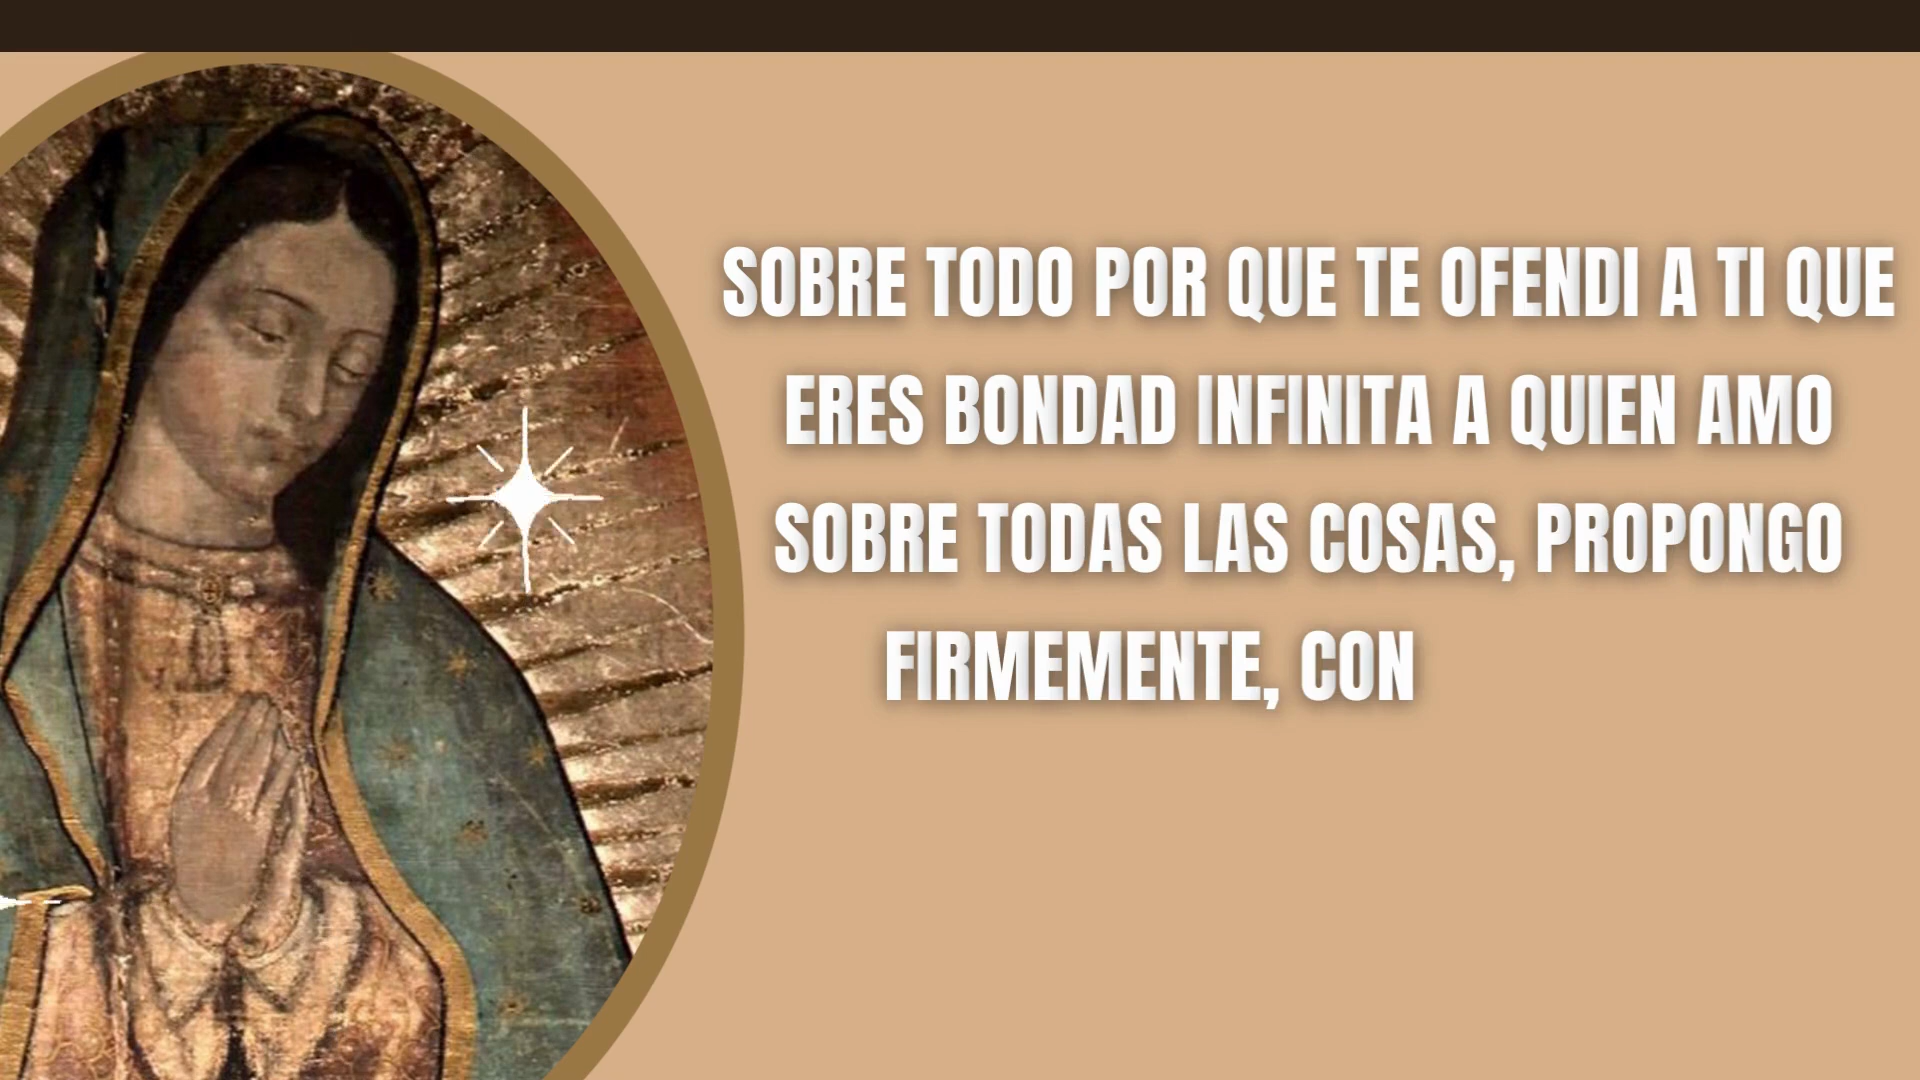 SOBRE TODO POR QUE TE OFENDI A TI QUE
ERES BONDAD INFINITA A QUIEN AMO
SOBRE TODAS LAS COSAS, PROPONGO
FIRMEMENTE, CON